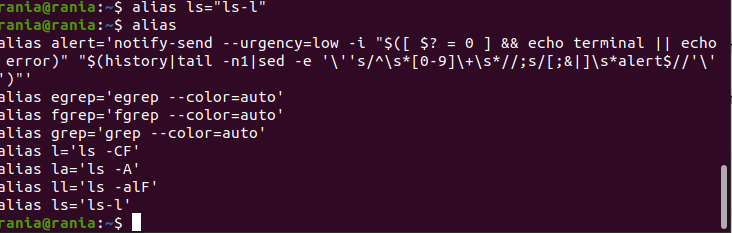 rania@rania:~$ alias ls="ls-l"
rania@rania:~$ alias
alias alert='notify-send --urgency=low -i "$([ $? = 0 ] && echo terminal || echo
 error)" "$(history|tail -n1|sed -e '\''s/^\s*[0-9]\+\s*//;s/[;&|]\s*alert$//'\'
')"'
alias egrep='egrep --color=auto'
alias fgrep='fgrep --color=auto'
alias grep='grep --color=auto'
alias l='ls -CF'
alias la='ls -A'
alias ll='ls -alF'
alias ls='ls-l'
rania@rania:~$